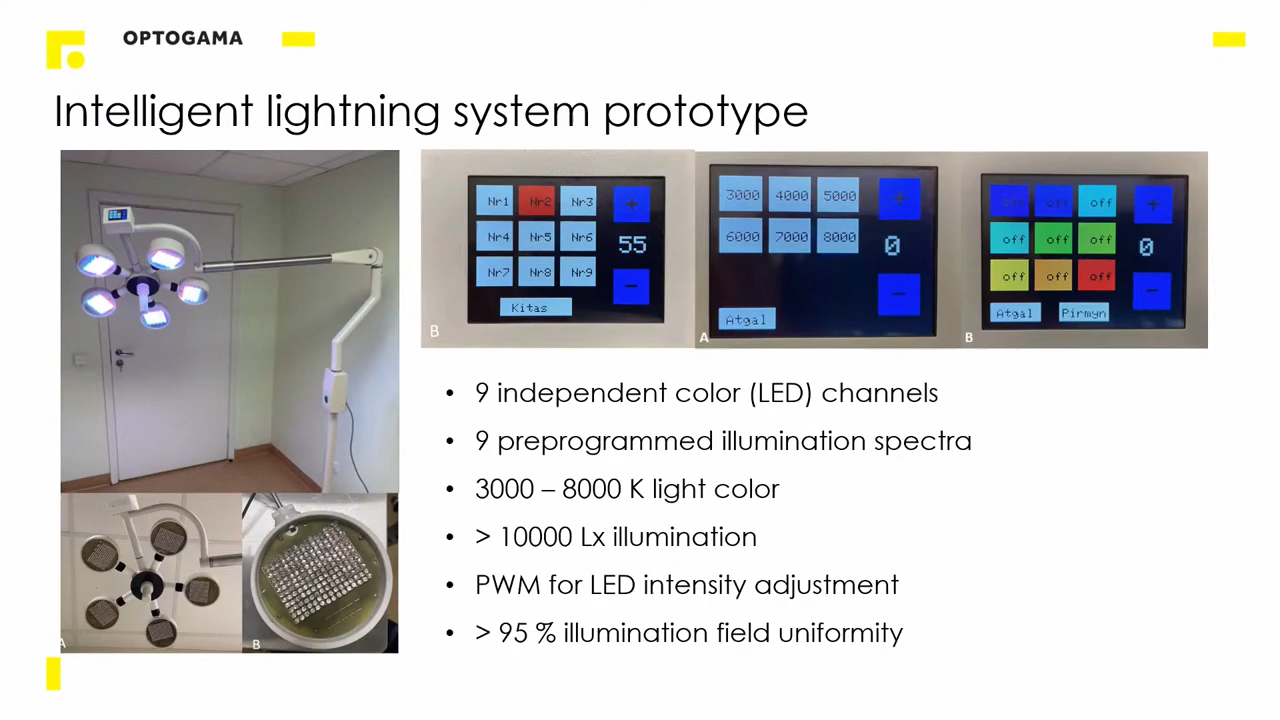 OPTOGAMA
Intelligent lightning system prototype
Nr1 Nr2 Nr3 +
Nr4 Nr5 Nr6 55
Nr7 Nr8 Nr9 -
Kitas
B
3000 4000 5000 +
6000 7000 8000 0
-
Atgal
A
off off off +
off off off 0
off off off -
Atgal Pirmyn
B
• 9 independent color (LED) channels
• 9 preprogrammed illumination spectra
• 3000 – 8000 K light color
• > 10000 Lx illumination
• PWM for LED intensity adjustment
• > 95 % illumination field uniformity
A
B